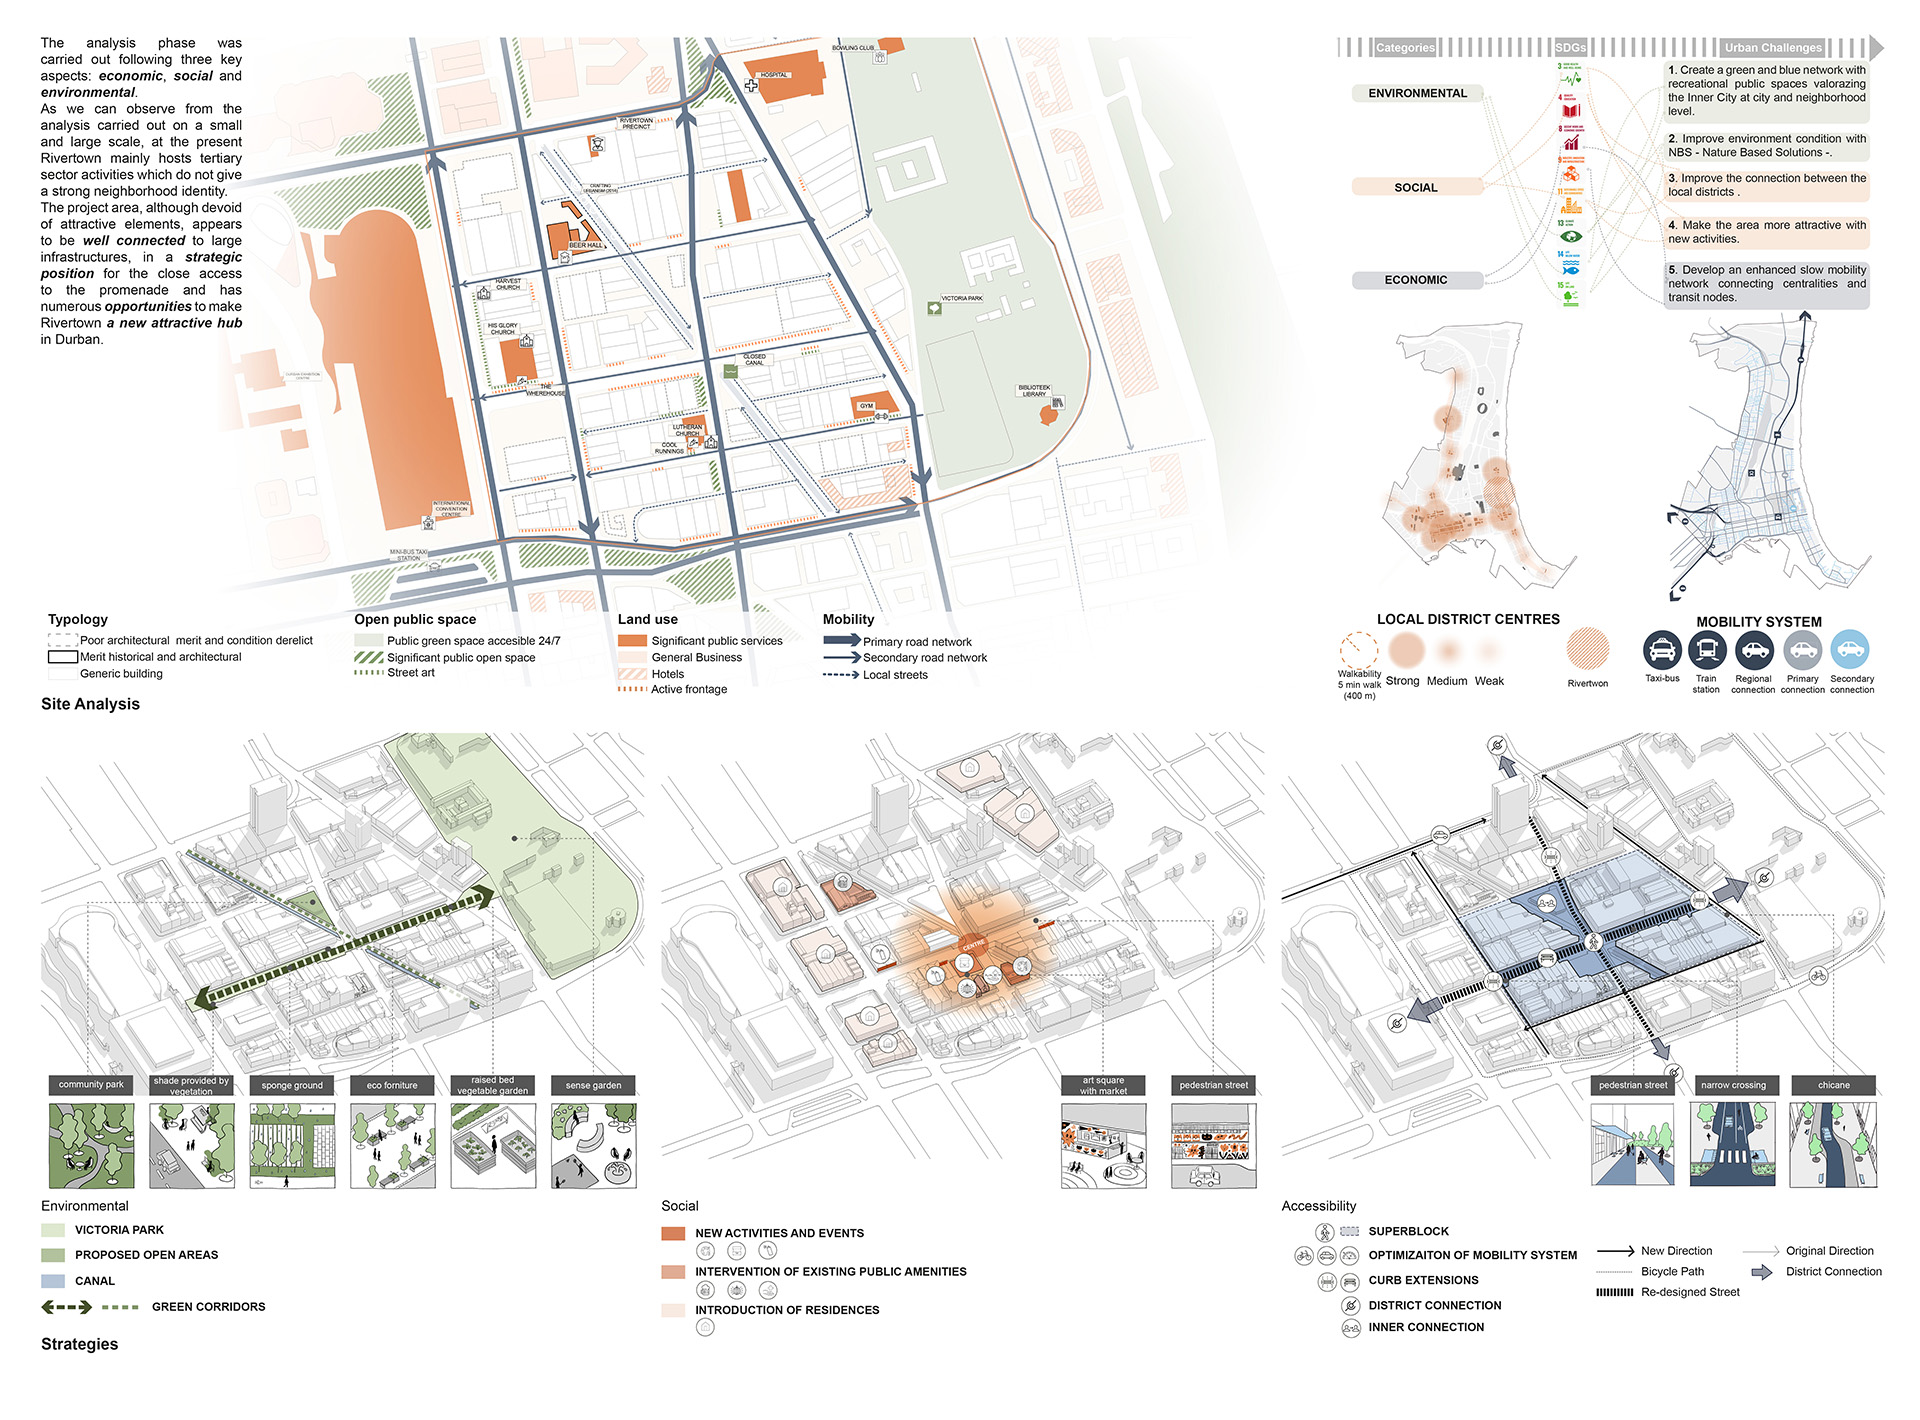 The analysis phase was
carried out following three key
aspects: economic, social and
environmental.
As we can observe from the
analysis carried out on a small
and large scale, at the present
Rivertown mainly hosts tertiary
sector activities which do not give
a strong neighborhood identity.
The project area, although devoid
of attractive elements, appears
to be well connected to large
infrastructures, in a strategic
position for the close access
to the promenade and has
numerous opportunities to make
Rivertown a new attractive hub
in Durban.
BOWLING CLUB
HOSPITAL
RIVERTOWN
PRECINCT
BEER HALL
HARVEST
CHURCH
HIS GLORY
CHURCH
VICTORIA PARK
CLOSED
CANAL
THE
WHEREHOUSE
BIBLIOTEEK
LIBRARY
GYM
LUTHERAN
CHURCH
COOL
RUNNINGS
INTERNATIONAL
CONVENTION
CENTRE
MINI-BUS TAXI
STATION
Typology
Poor architectural merit and condition derelict
Merit historical and architectural
Generic building
Open public space
Public green space accesible 24/7
Significant public open space
Street art
Land use
Significant public services
General Business
Hotels
Active frontage
Mobility
Primary road network
Secondary road network
Local streets
Site Analysis
Categories
SDGs
Urban Challenges
ENVIRONMENTAL
SOCIAL
ECONOMIC
3
4
8
9
11
13
14
15
1. Create a green and blue network with
recreational public spaces valorazing
the Inner City at city and neighborhood
level.
2. Improve environment condition with
NBS - Nature Based Solutions -.
3. Improve the connection between the
local districts .
4. Make the area more attractive with
new activities.
5. Develop an enhanced slow mobility
network connecting centralities and
transit nodes.
LOCAL DISTRICT CENTRES
Walkability
5 min walk
(400 m)
Strong
Medium
Weak
Rivertwon
MOBILITY SYSTEM
Taxi-bus
Train
station
Regional
connection
Primary
connection
Secondary
connection
community park
shade provided by
vegetation
sponge ground
eco forniture
raised bed
vegetable garden
sense garden
Environmental
VICTORIA PARK
PROPOSED OPEN AREAS
CANAL
GREEN CORRIDORS
CENTRE
art square
with market
pedestrian street
Social
NEW ACTIVITIES AND EVENTS
INTERVENTION OF EXISTING PUBLIC AMENITIES
INTRODUCTION OF RESIDENCES
pedestrian street
narrow crossing
chicane
Accessibility
SUPERBLOCK
OPTIMIZAITON OF MOBILITY SYSTEM
CURB EXTENSIONS
DISTRICT CONNECTION
INNER CONNECTION
New Direction
Original Direction
Bicycle Path
District Connection
Re-designed Street
Strategies